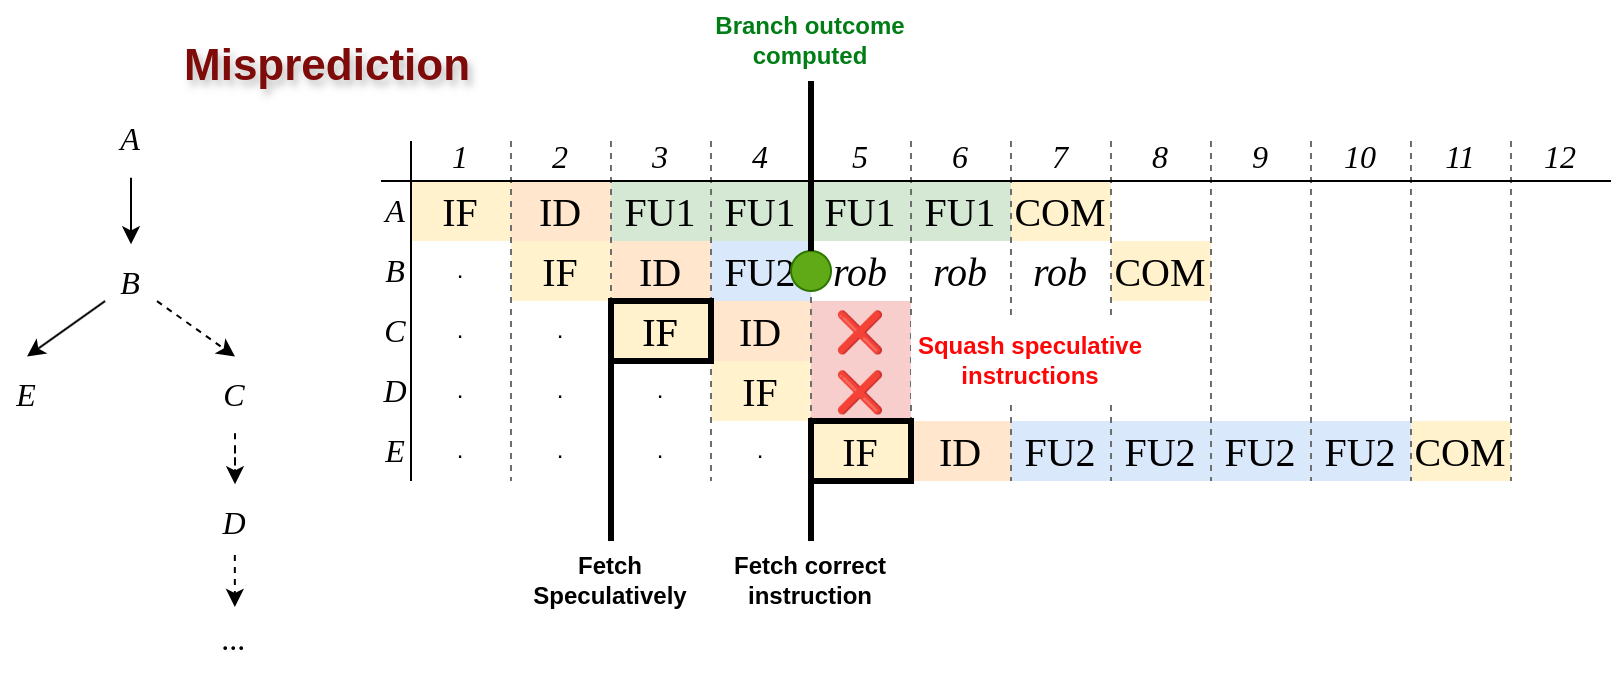 Branch outcome
computed
Misprediction
A
B
E
C
D
...
1 2 3 4 5 6 7 8 9 10 11 12
A IF ID FU1 FU1 FU1 FU1 COM
B . IF ID FU2 rob rob rob COM
C . . IF ID ❌
Squash speculative
instructions
D . . . IF ❌
E . . . . IF ID FU2 FU2 FU2 FU2 COM
Fetch
Speculatively
Fetch correct
instruction